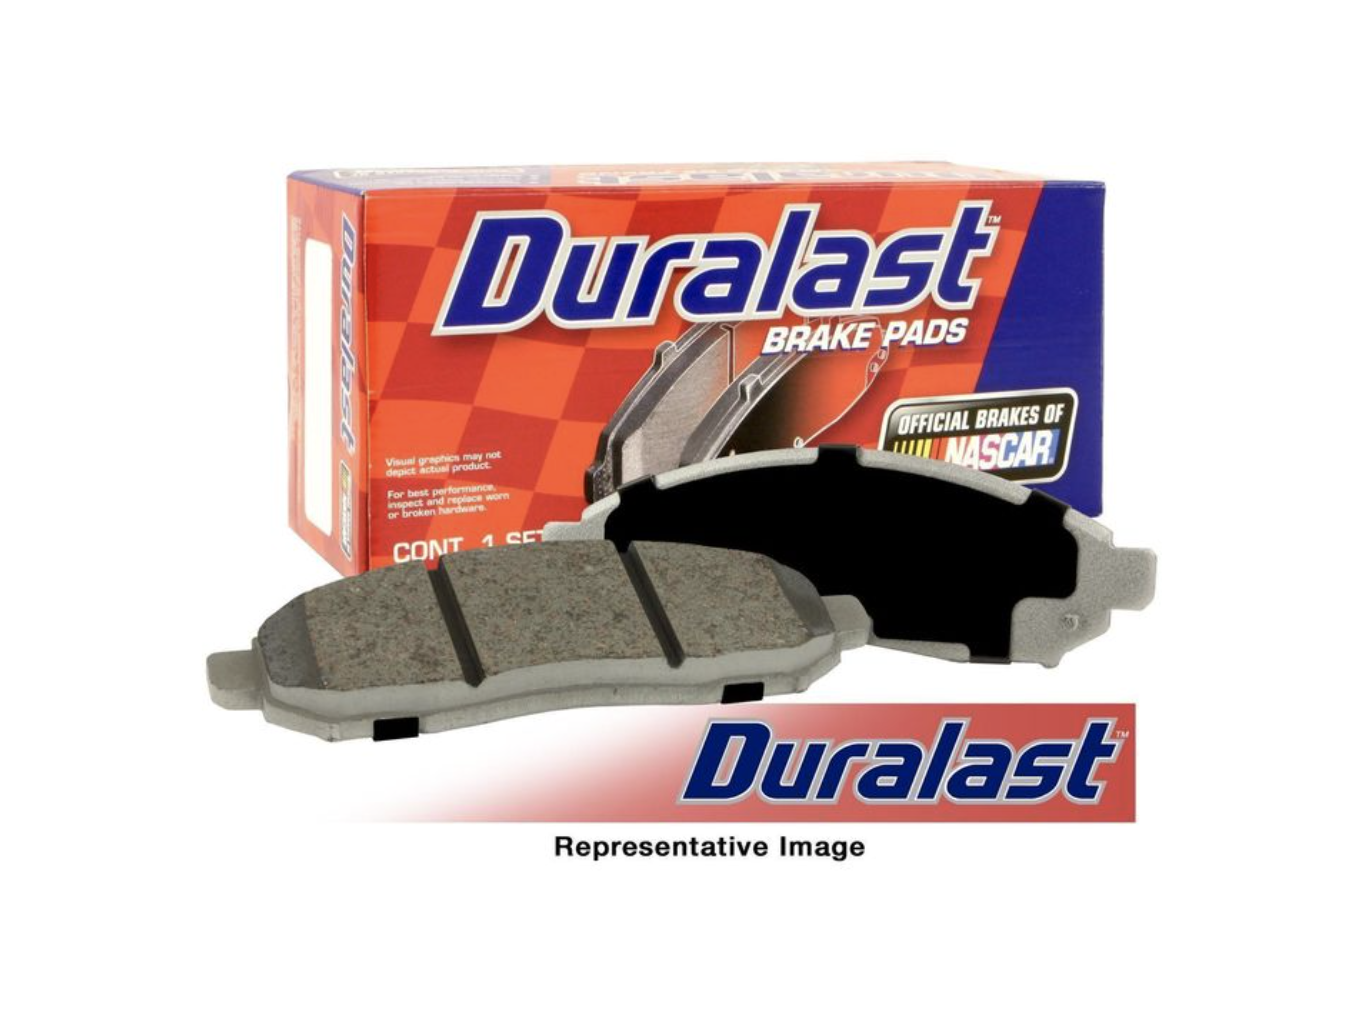 Duralast™
BRAKE PADS
OFFICIAL BRAKES OF
NASCAR
Visual graphics may not
depict actual product.
For best performance,
inspect and replace worn
or broken hardware.
CONT. 1 SET
Duralast
Duralast™
Representative Image